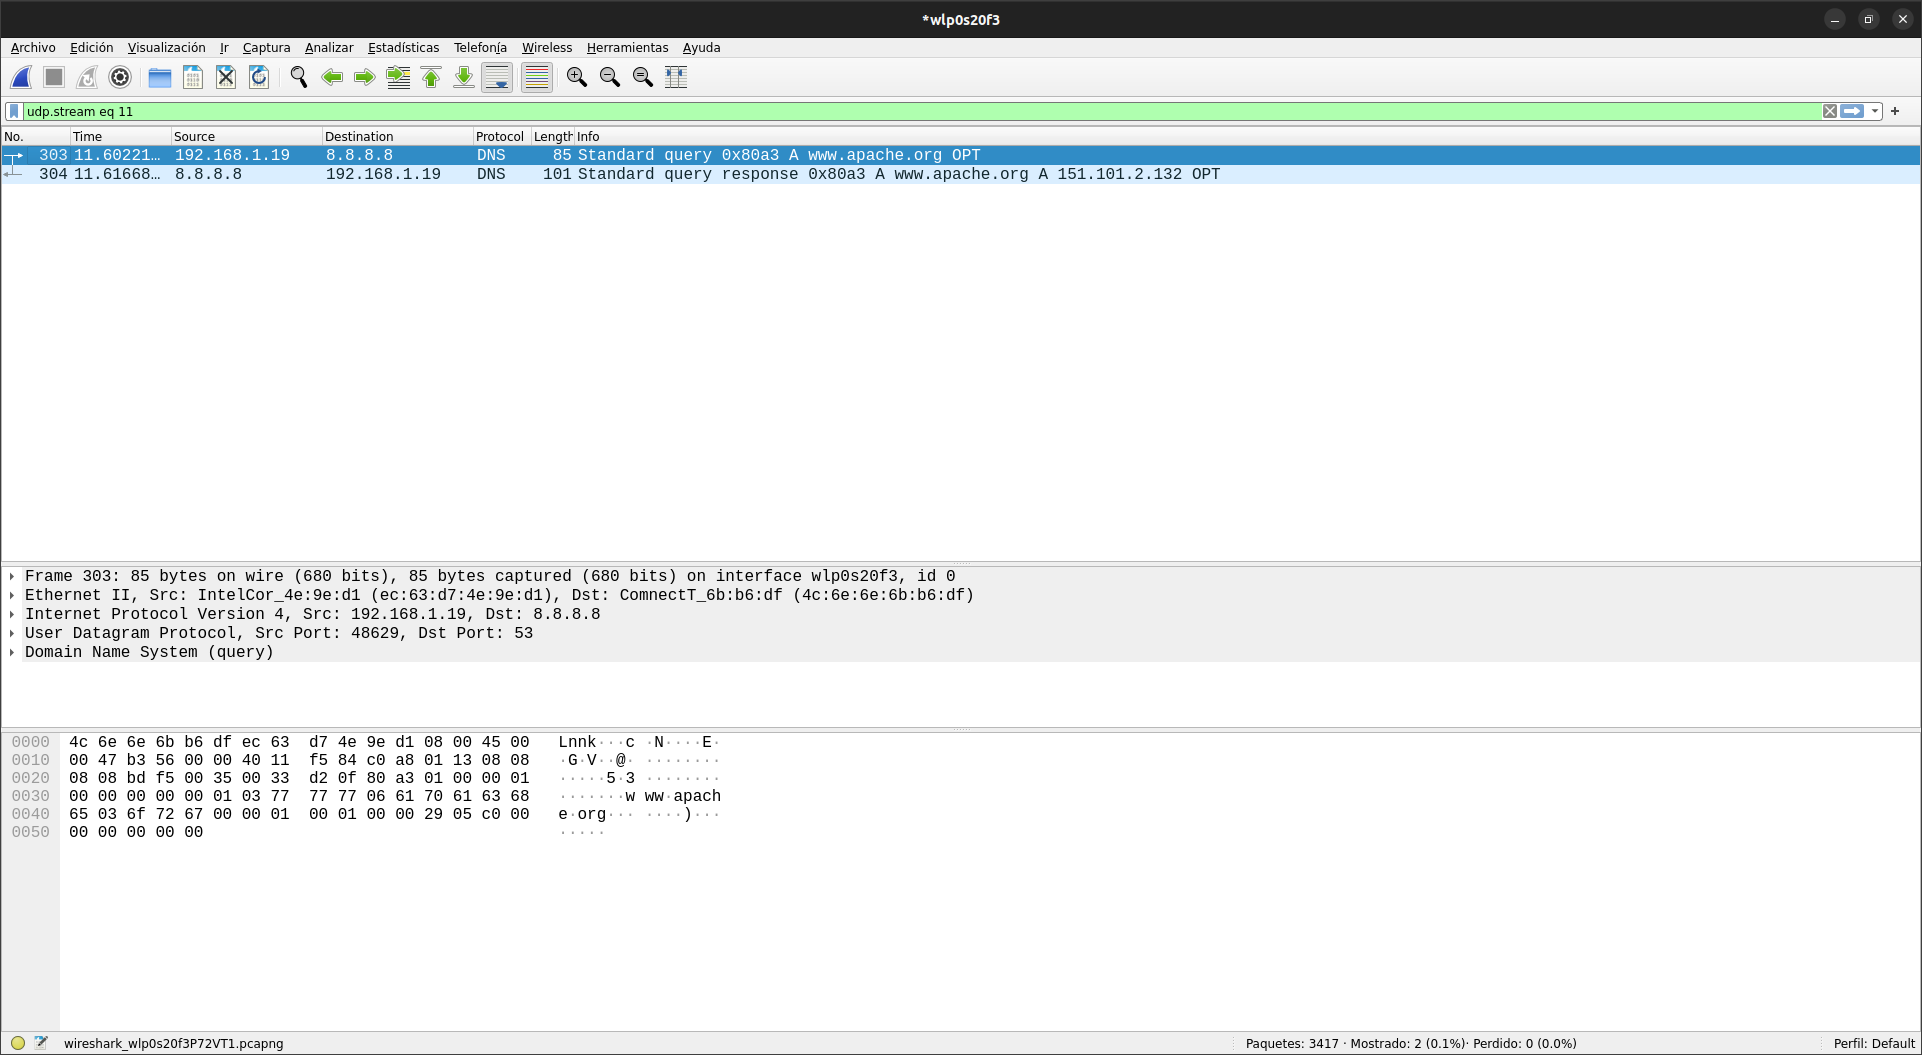 *wlp0s20f3
Archivo Edición Visualización Ir Captura Analizar Estadísticas Telefonía Wireless Herramientas Ayuda
udp.stream eq 11
No. Time Source Destination Protocol Length Info
303 11.60221… 192.168.1.19 8.8.8.8 DNS 85 Standard query 0x80a3 A www.apache.org OPT
304 11.61668… 8.8.8.8 192.168.1.19 DNS 101 Standard query response 0x80a3 A www.apache.org A 151.101.2.132 OPT
Frame 303: 85 bytes on wire (680 bits), 85 bytes captured (680 bits) on interface wlp0s20f3, id 0
Ethernet II, Src: IntelCor_4e:9e:d1 (ec:63:d7:4e:9e:d1), Dst: ComnectT_6b:b6:df (4c:6e:6e:6b:b6:df)
Internet Protocol Version 4, Src: 192.168.1.19, Dst: 8.8.8.8
User Datagram Protocol, Src Port: 48629, Dst Port: 53
Domain Name System (query)
0000 4c 6e 6e 6b b6 df ec 63 d7 4e 9e d1 08 00 45 00 Lnnk···c ·N····E·
0010 00 47 b3 56 00 00 40 11 f5 84 c0 a8 01 13 08 08 ·G·V··@· ········
0020 08 08 bd f5 00 35 00 33 d2 0f 80 a3 01 00 00 01 ·····5·3 ········
0030 00 00 00 00 00 01 03 77 77 77 06 61 70 61 63 68 ·······w ww·apach
0040 65 03 6f 72 67 00 00 01 00 01 00 00 29 05 c0 00 e·org··· ····)···
0050 00 00 00 00 00 ·····
wireshark_wlp0s20f3P72VT1.pcapng Paquetes: 3417 · Mostrado: 2 (0.1%)· Perdido: 0 (0.0%) Perfil: Default